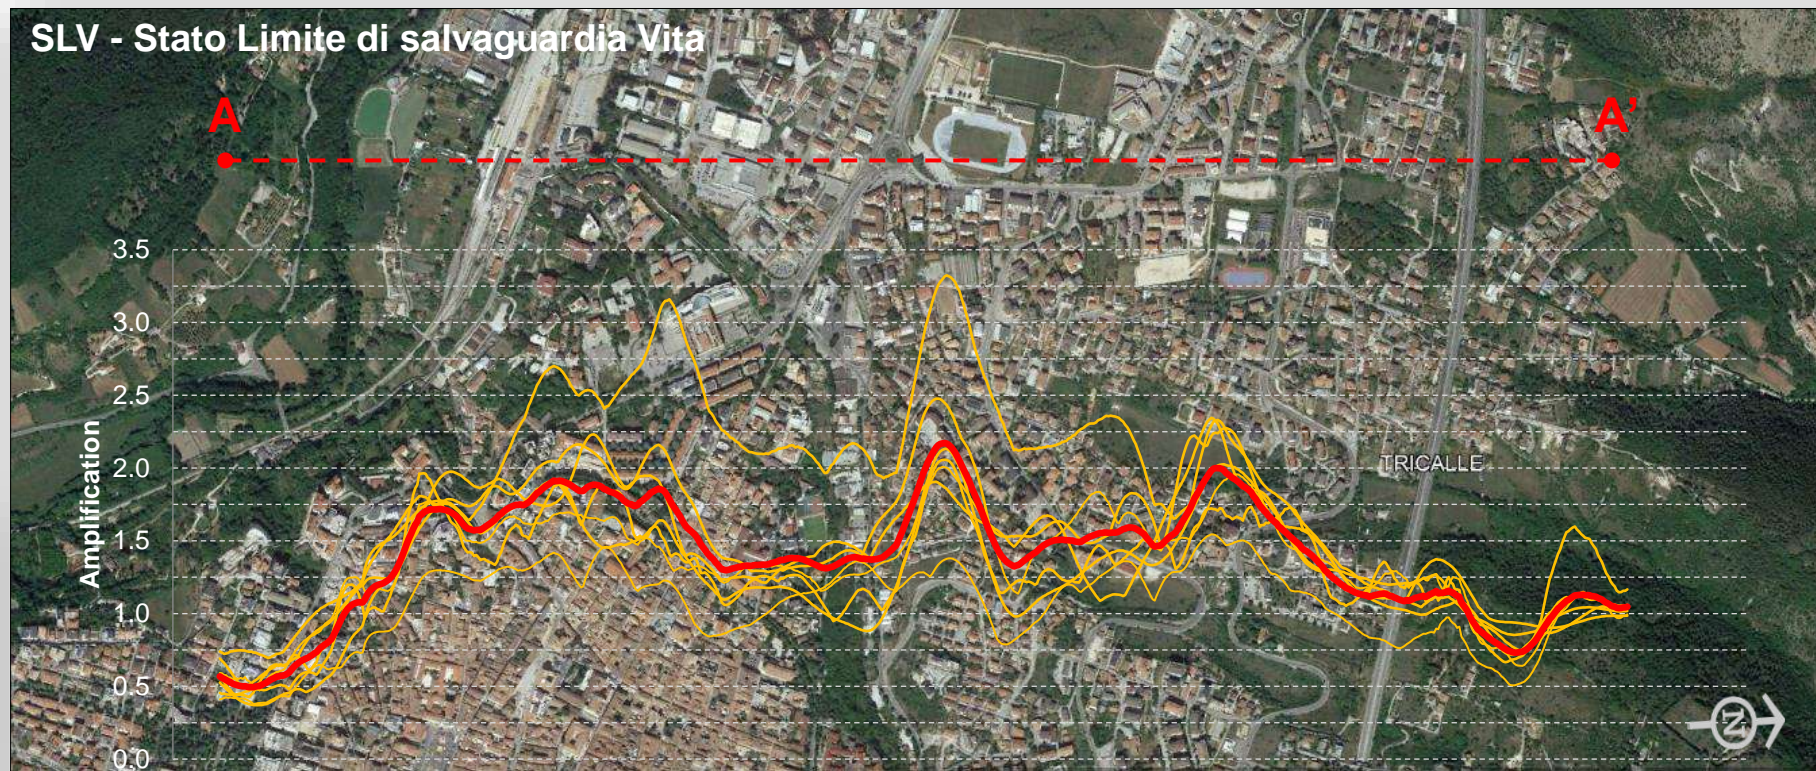 SLV - Stato Limite di salvaguardia Vita
A
A'
3.5
3.0
2.5
2.0
1.5
1.0
0.5
0.0
Amplification
TRICALLE
N